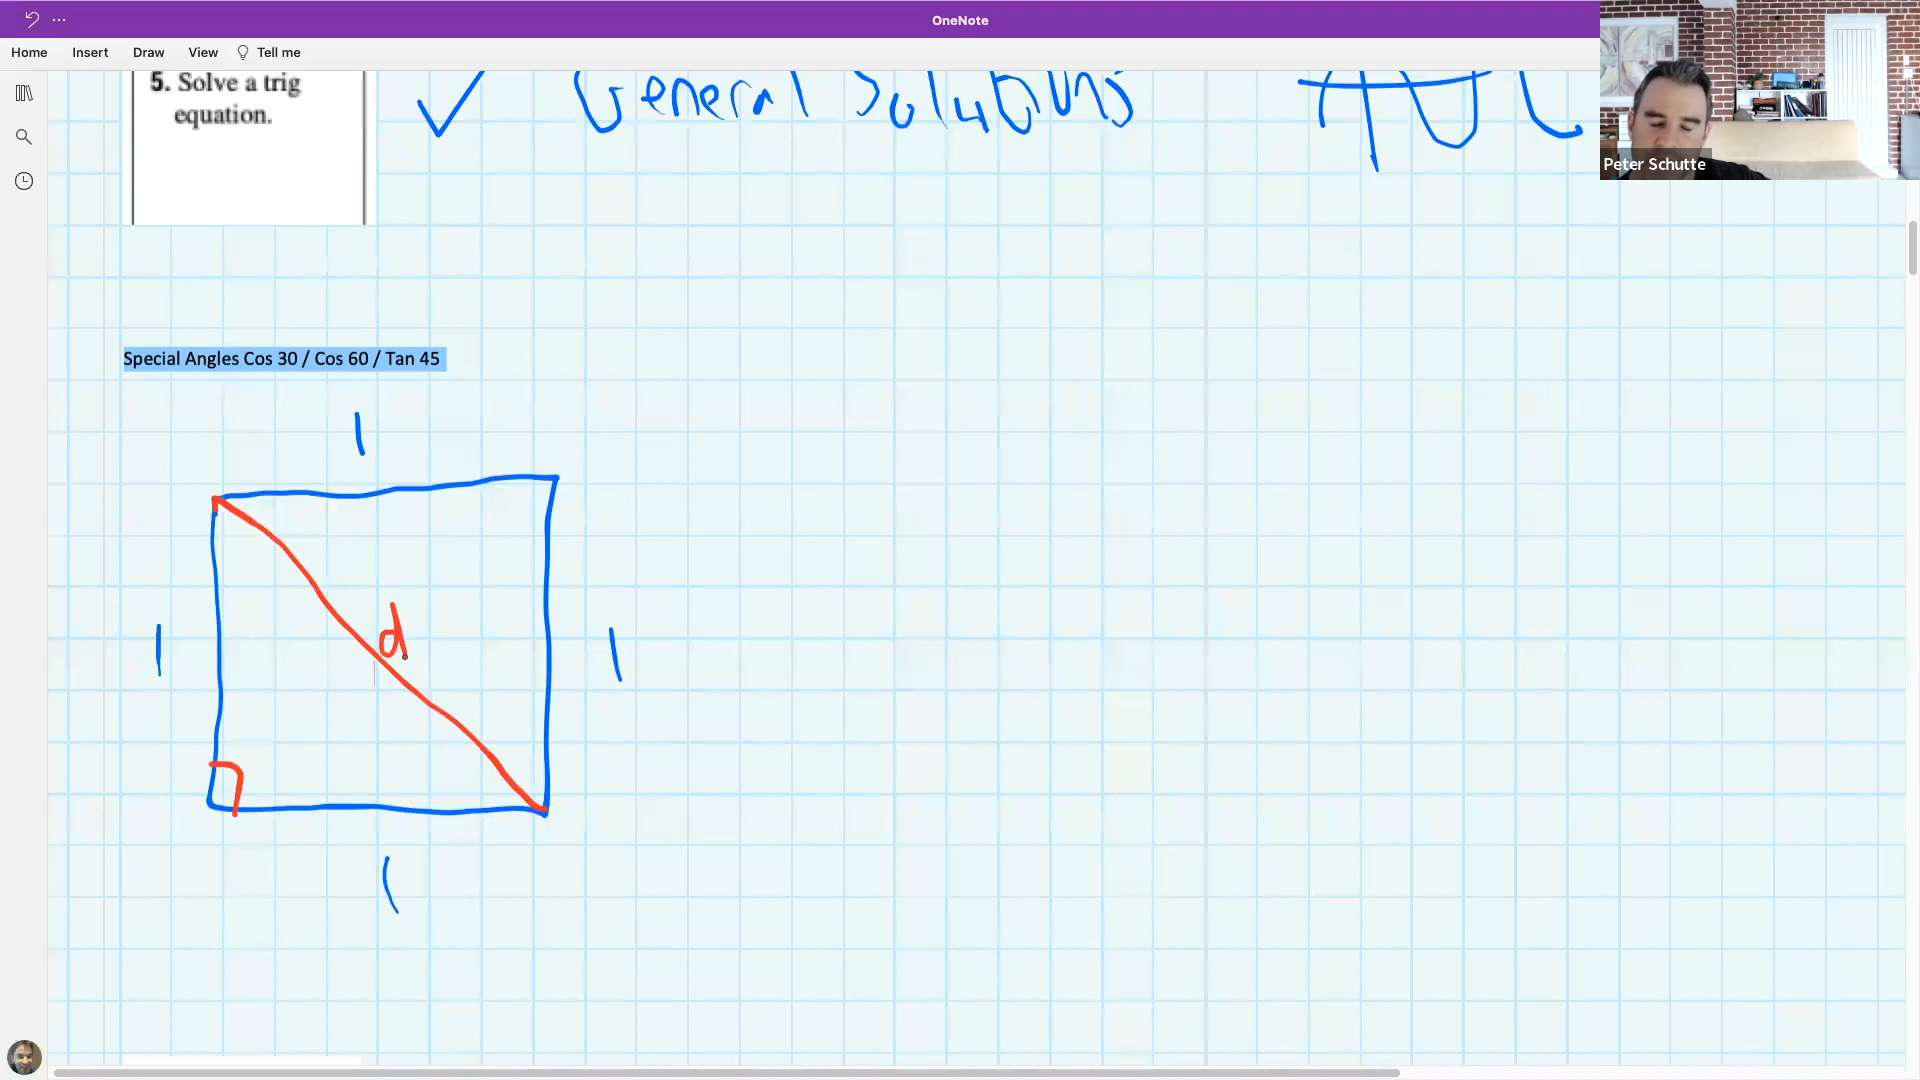 OneNote
Home Insert Draw View Tell me
Peter Schutte
5. Solve a trig
equation.
General Solutions
Special Angles Cos 30 / Cos 60 / Tan 45
1
1
d
1
1